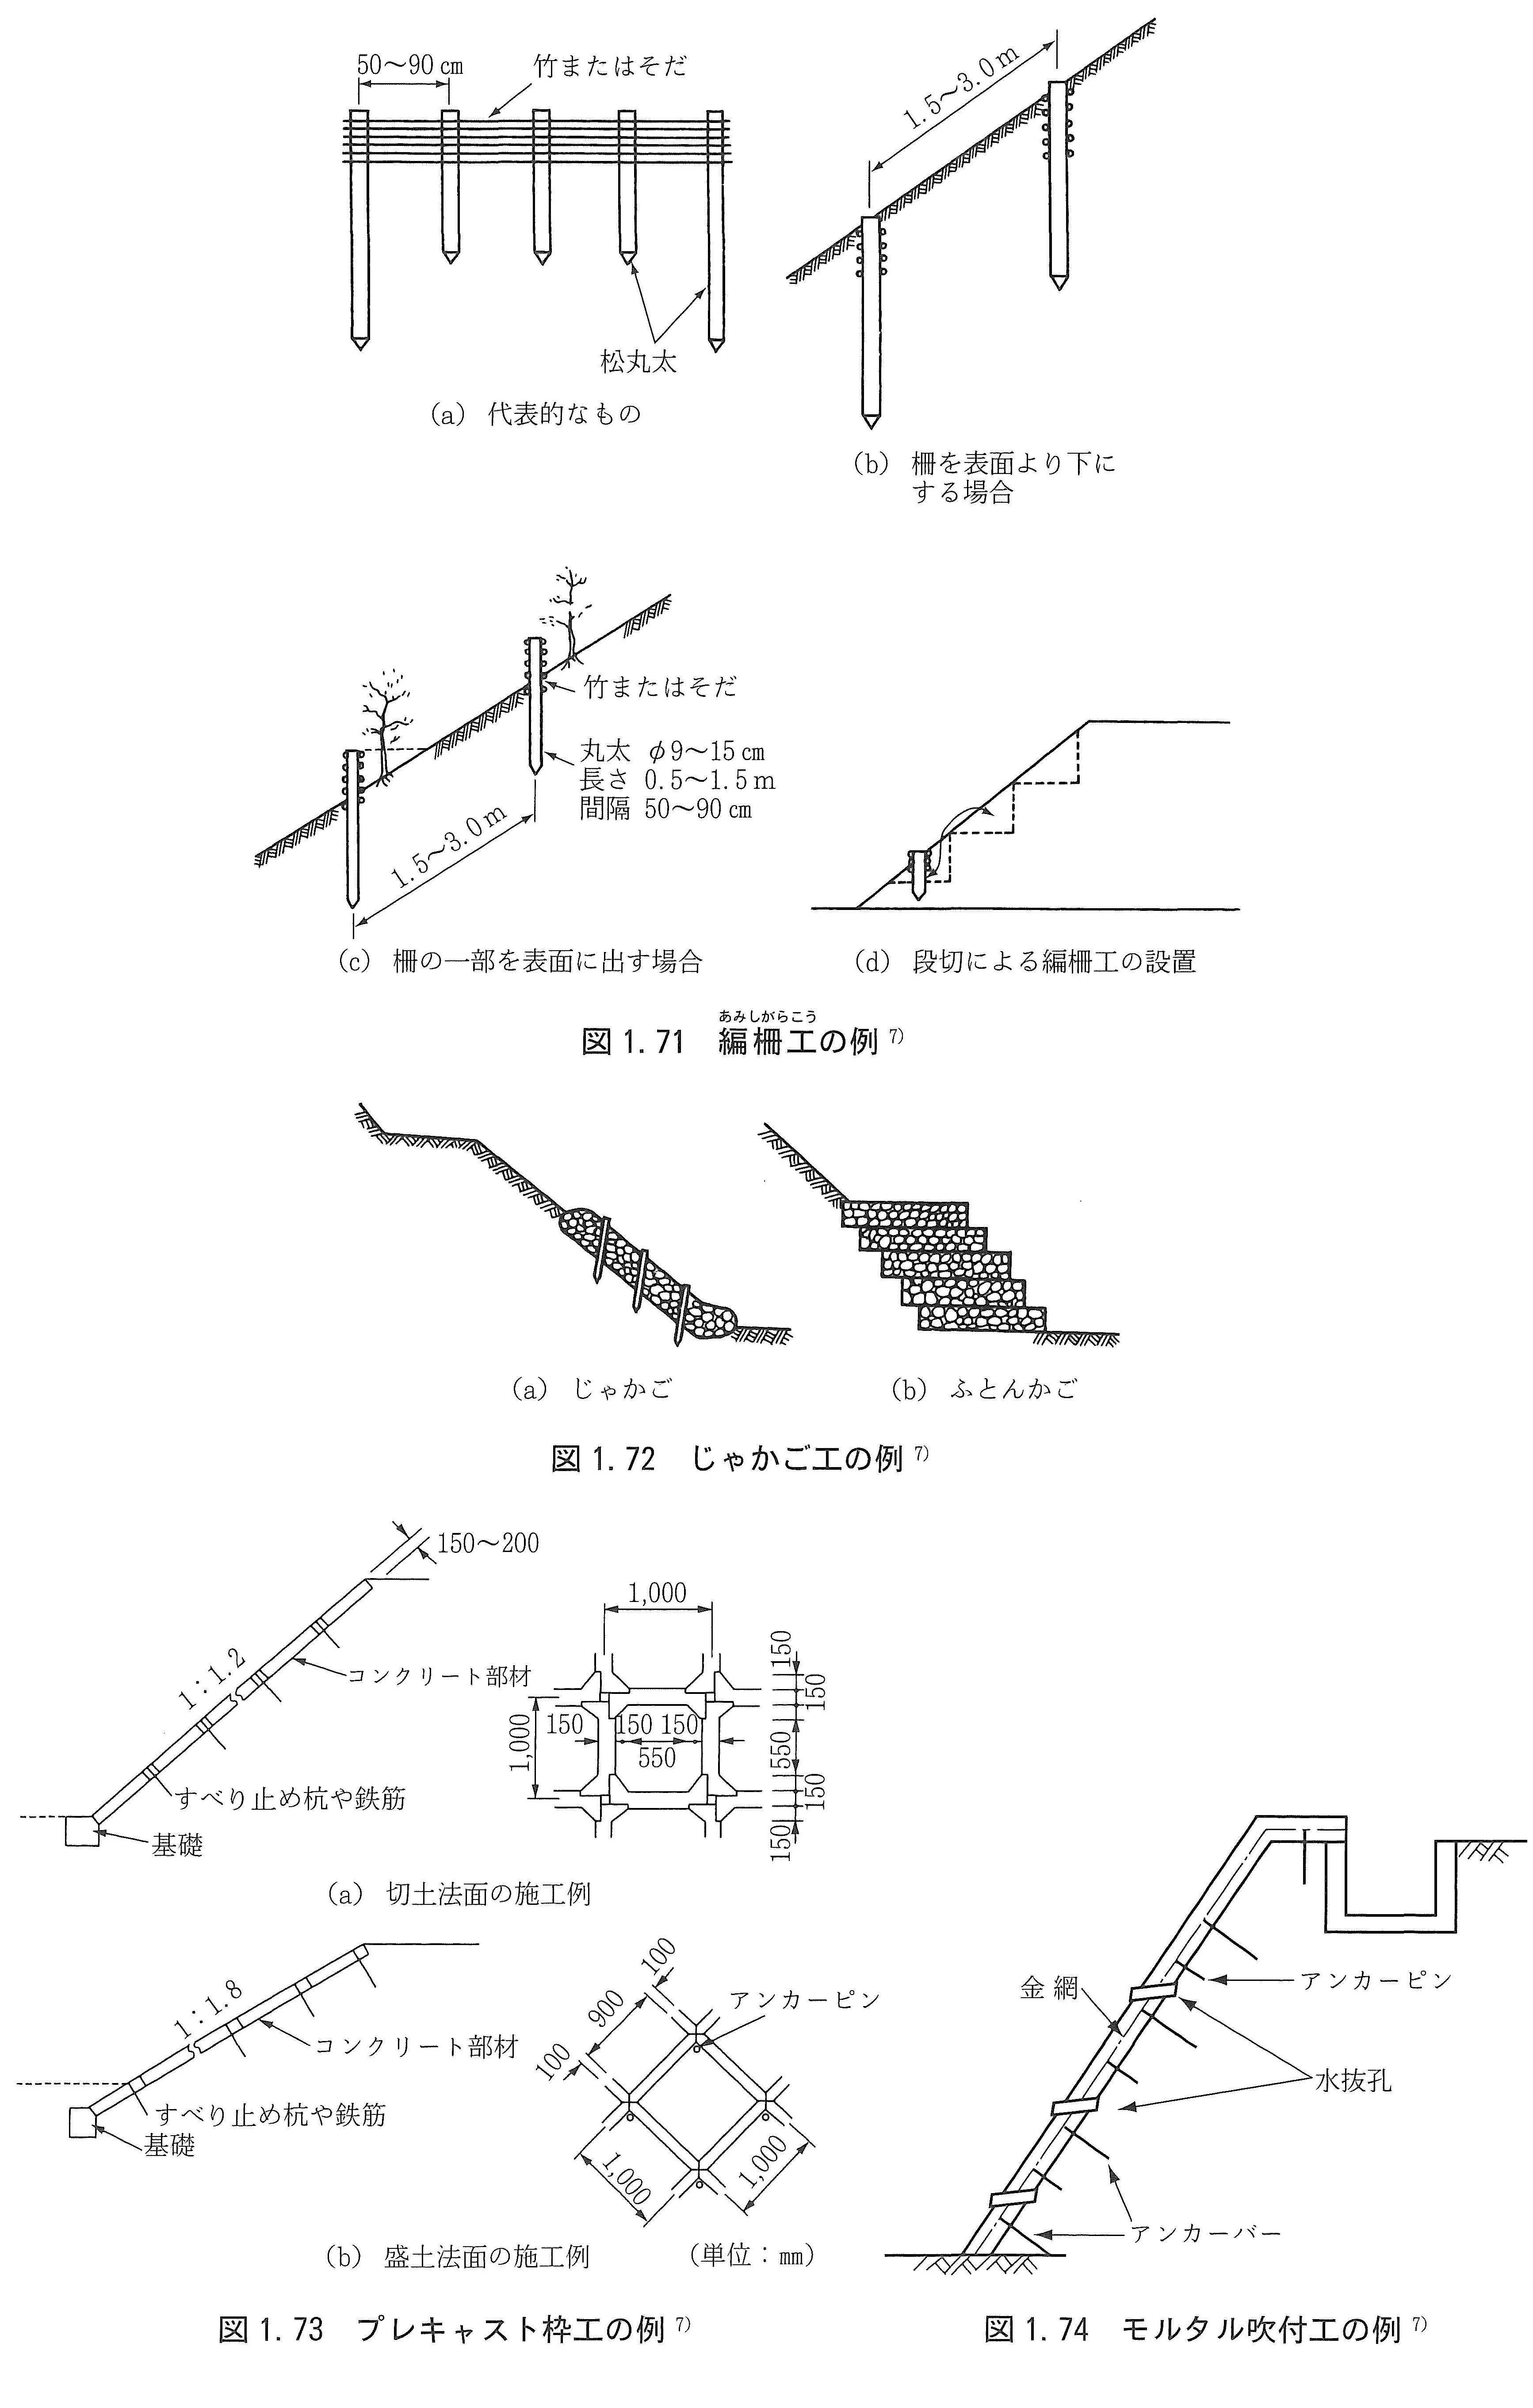 50～90 cm
竹またはそだ
松丸太
(a) 代表的なもの
1.5～3.0 m
(b) 柵を表面より下に
する場合
竹またはそだ
丸太 φ9～15 cm
長さ 0.5～1.5 m
間隔 50～90 cm
1.5～3.0 m
(c) 柵の一部を表面に出す場合
(d) 段切による編柵工の設置
あみしがらこう
図 1.71 編柵工の例 7)
(a) じゃかご
(b) ふとんかご
図 1.72 じゃかご工の例 7)
150～200
1：1.2
コンクリート部材
すべり止め杭や鉄筋
基礎
1,000
1,000
150
150 150
550
150
150
550
150
150
(a) 切土法面の施工例
1：1.8
コンクリート部材
すべり止め杭や鉄筋
基礎
100
900
100
アンカーピン
1,000
1,000
(b) 盛土法面の施工例
(単位：mm)
図 1.73 プレキャスト枠工の例 7)
金網
アンカーピン
水抜孔
アンカーバー
図 1.74 モルタル吹付工の例 7)